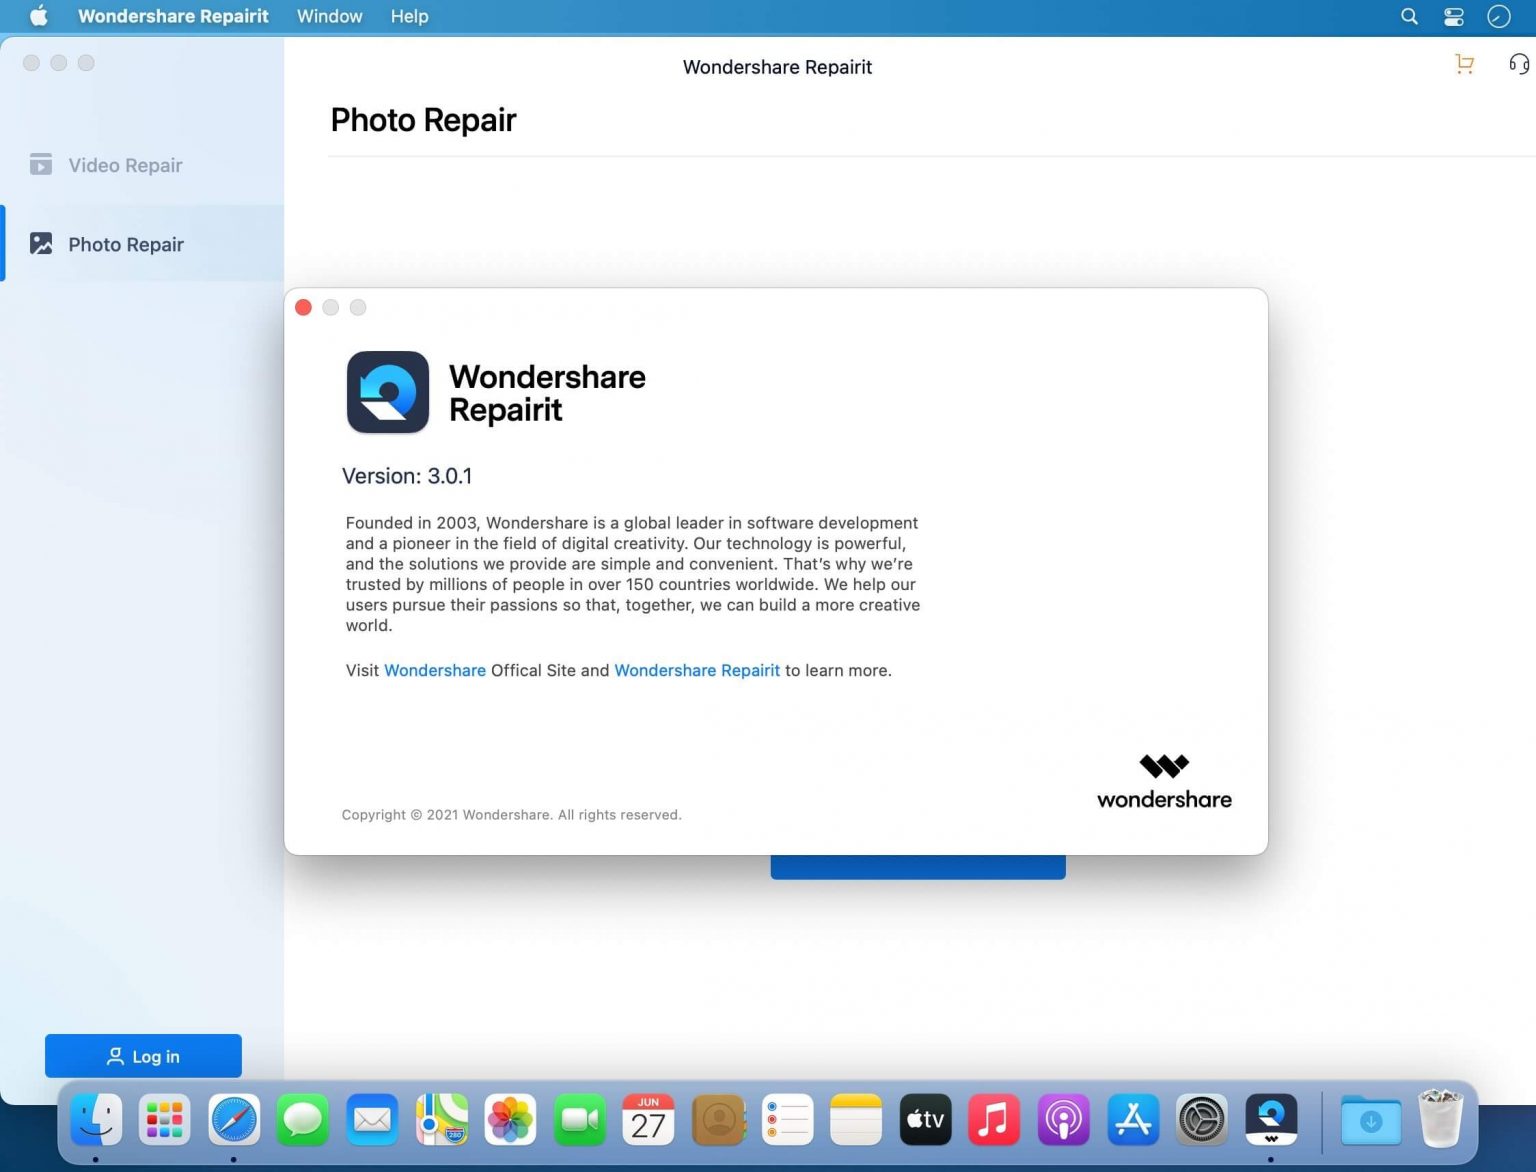 Wondershare Repairit Window Help
Wondershare Repairit
Photo Repair
Video Repair
Photo Repair
Wondershare
Repairit
Version: 3.0.1
Founded in 2003, Wondershare is a global leader in software development
and a pioneer in the field of digital creativity. Our technology is powerful,
and the solutions we provide are simple and convenient. That's why we're
trusted by millions of people in over 150 countries worldwide. We help our
users pursue their passions so that, together, we can build a more creative
world.
Visit Wondershare Offical Site and Wondershare Repairit to learn more.
wondershare
Copyright © 2021 Wondershare. All rights reserved.
Log in
280
JUN
27
tv